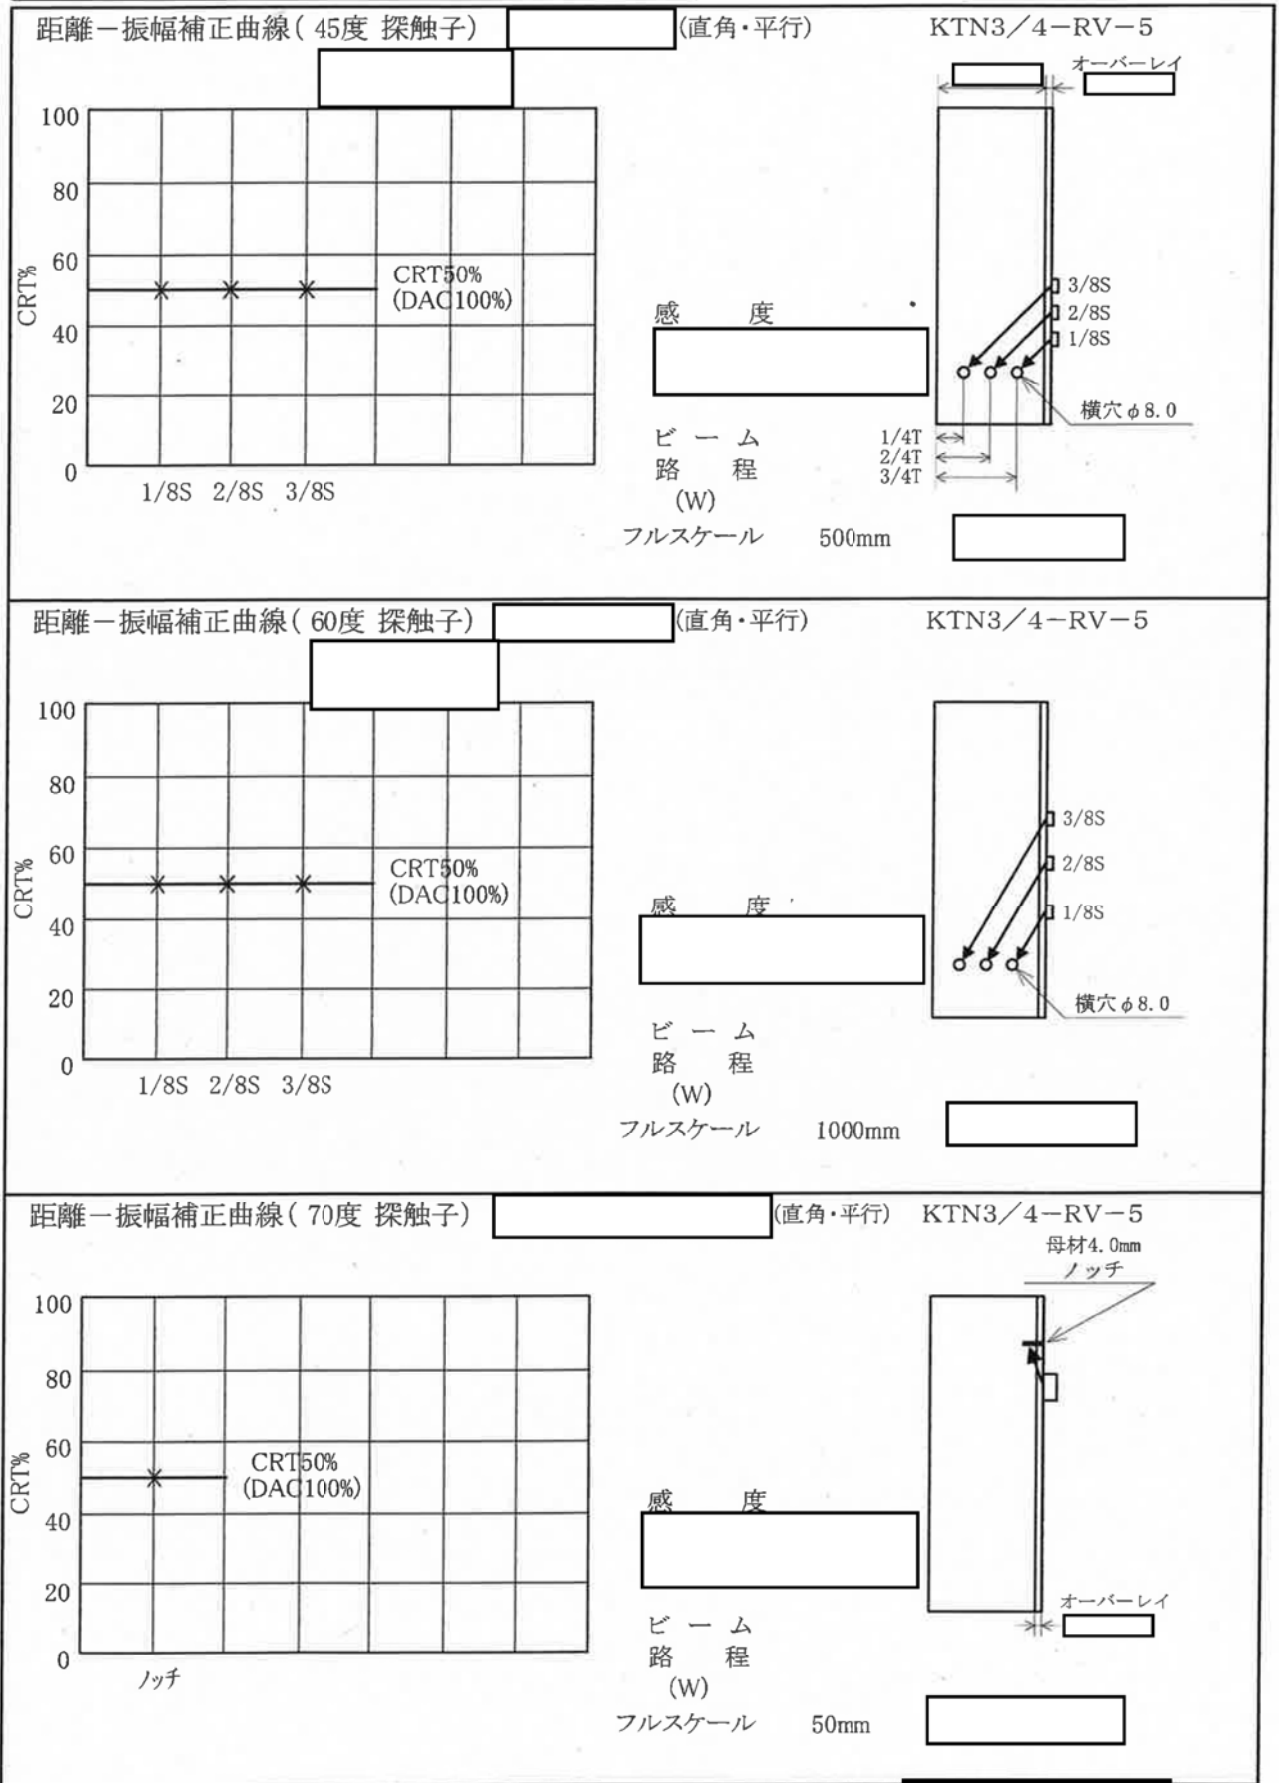 距離－振幅補正曲線( 45度 探触子)
(直角・平行)
KTN3／4－RV－5
オーバーレイ
100
80
60
40
20
0
CRT%
CRT50%
(DAC100%)
1/8S 2/8S 3/8S
感 度
ビ ー ム
路 程
(W)
フルスケール 500mm
3/8S
2/8S
1/8S
横穴φ8.0
1/4T
2/4T
3/4T
距離－振幅補正曲線( 60度 探触子)
(直角・平行)
KTN3／4－RV－5
100
80
60
40
20
0
CRT%
CRT50%
(DAC100%)
1/8S 2/8S 3/8S
感 度
ビ ー ム
路 程
(W)
フルスケール 1000mm
3/8S
2/8S
1/8S
横穴φ8.0
距離－振幅補正曲線( 70度 探触子)
(直角・平行)
KTN3／4－RV－5
母材4.0mm
ノッチ
100
80
60
40
20
0
CRT%
CRT50%
(DAC100%)
ノッチ
感 度
ビ ー ム
路 程
(W)
フルスケール 50mm
オーバーレイ